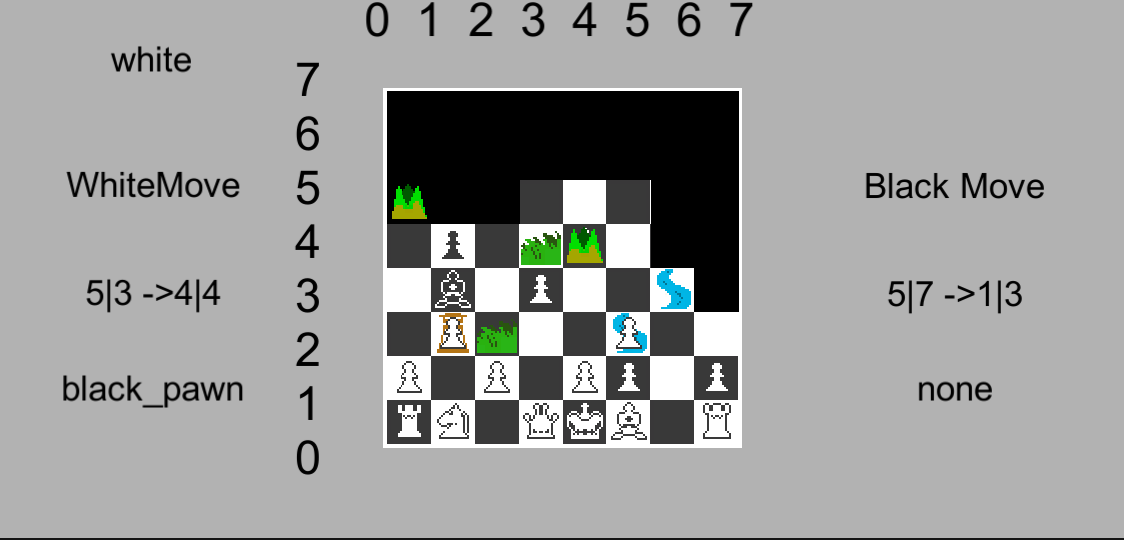 0 1 2 3 4 5 6 7
white
7
6
WhiteMove
5
Black Move
4
5|3 ->4|4
3
5|7 ->1|3
2
black_pawn
1
none
0